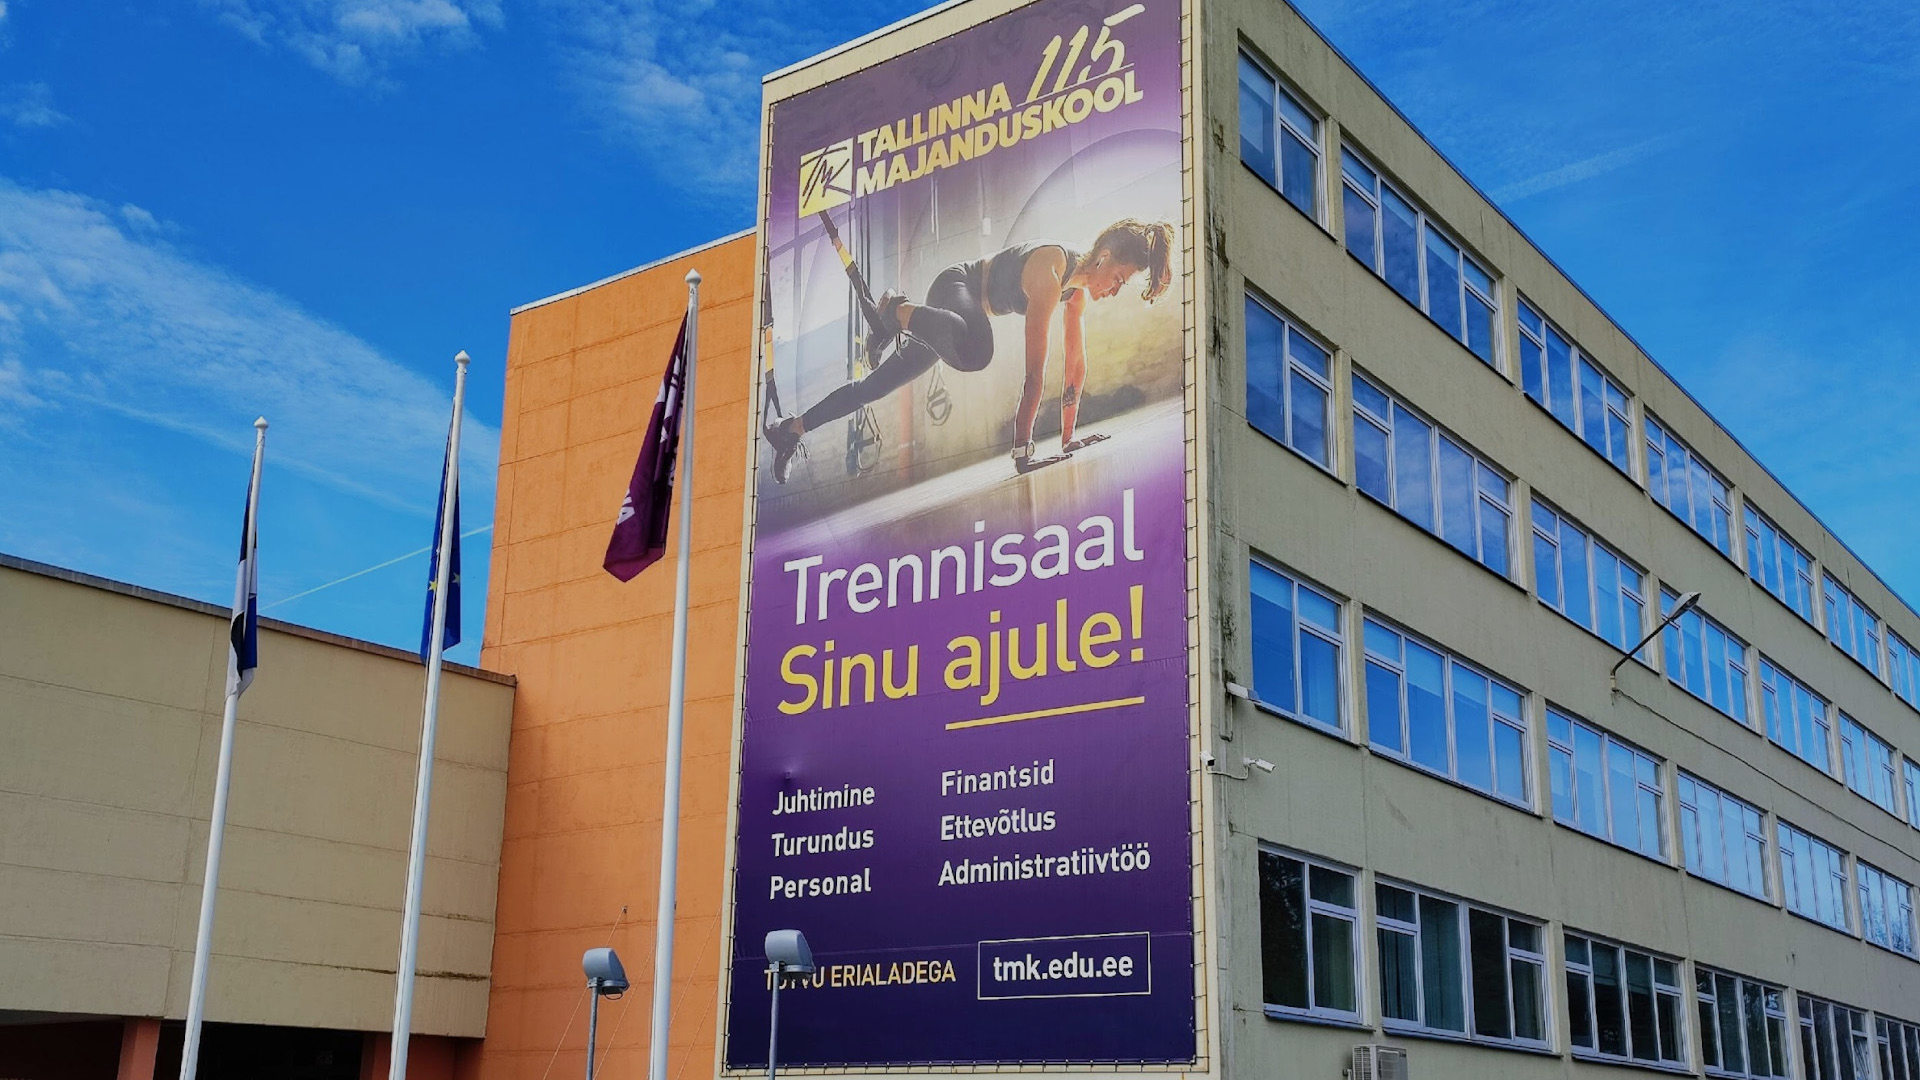 115
TALLINNA
MAJANDUSKOOL
Trennisaal
Sinu ajule!
Juhtimine
Turundus
Personal
Finantsid
Ettevõtlus
Administratiivtöö
ERIALADEGA
tmk.edu.ee